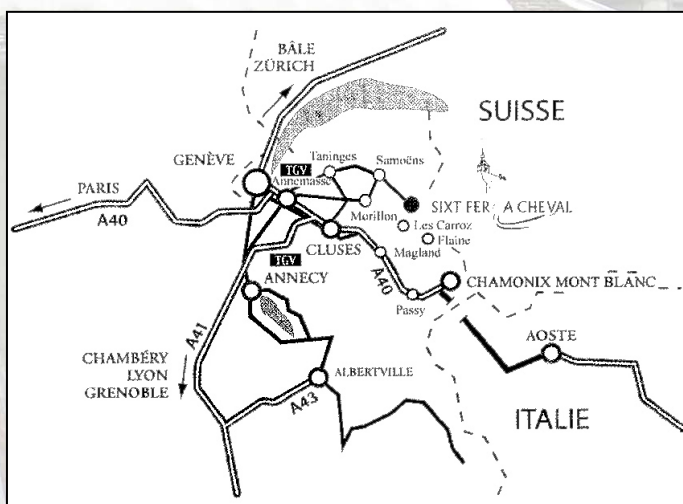 BÂLE
ZÜRICH
SUISSE
GENÈVE
TGV
Taninges
Samoëns
Annemasse
PARIS
A40
Morillon
SIXT FER A CHEVAL
Les Carroz
Flaine
CLUSES
Magland
TGV
ANNECY
A40
CHAMONIX MONT BLANC
Passy
A41
AOSTE
CHAMBÉRY
LYON
GRENOBLE
ALBERTVILLE
A43
ITALIE